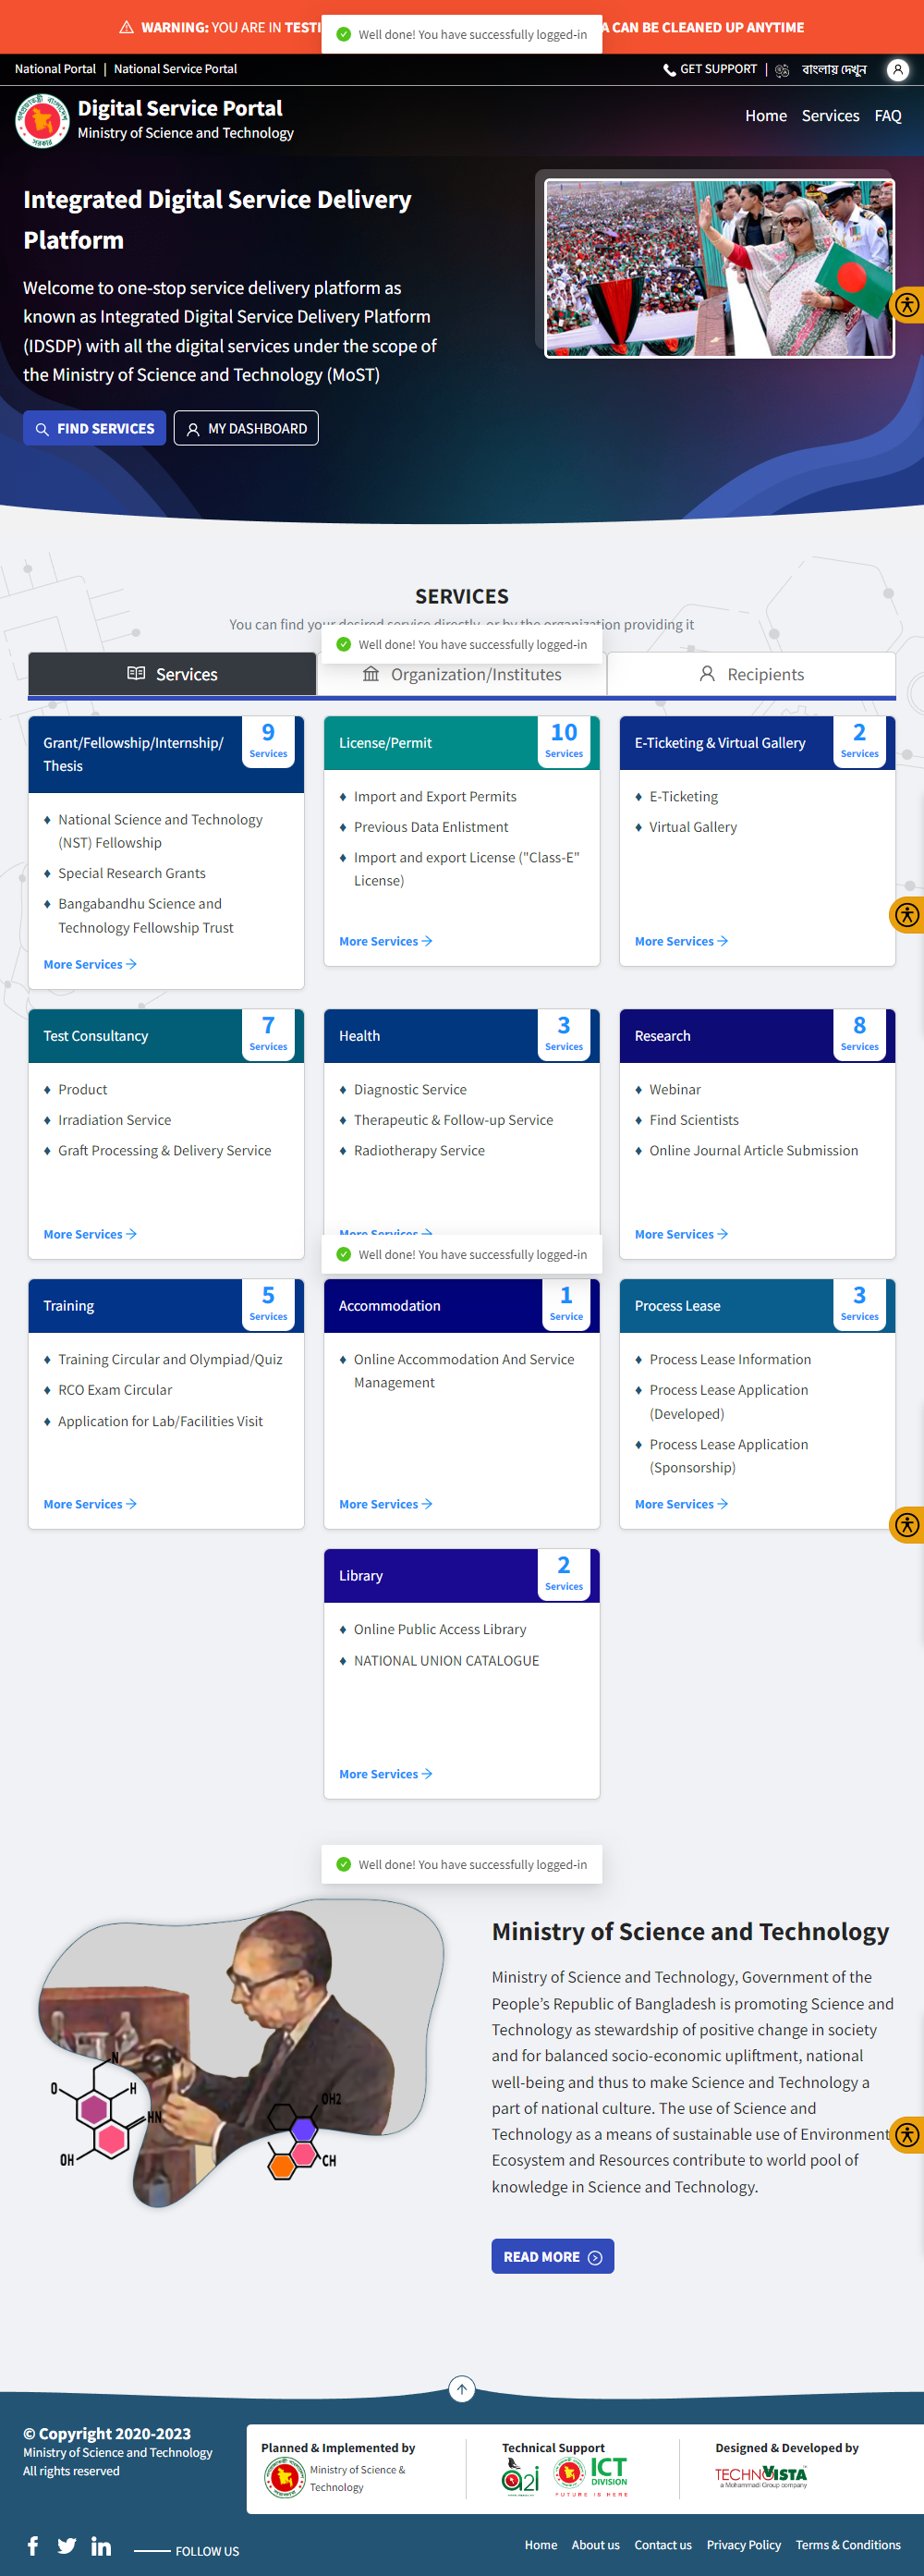 WARNING: YOU ARE IN TESTI
Well done! You have successfully logged-in
A CAN BE CLEANED UP ANYTIME
National Portal | National Service Portal
GET SUPPORT | বাংলায় দেখুন
Digital Service Portal
Ministry of Science and Technology
Home Services FAQ
Integrated Digital Service Delivery
Platform
Welcome to one-stop service delivery platform as
known as Integrated Digital Service Delivery Platform
(IDSDP) with all the digital services under the scope of
the Ministry of Science and Technology (MoST)
FIND SERVICES
MY DASHBOARD
SERVICES
You can find your desired service directly, or by the organization providing it
Well done! You have successfully logged-in
Services
Organization/Institutes
Recipients
Grant/Fellowship/Internship/
Thesis
9
Services
National Science and Technology
(NST) Fellowship
Special Research Grants
Bangabandhu Science and
Technology Fellowship Trust
More Services
License/Permit
10
Services
Import and Export Permits
Previous Data Enlistment
Import and export License ("Class-E"
License)
More Services
E-Ticketing & Virtual Gallery
2
Services
E-Ticketing
Virtual Gallery
More Services
Test Consultancy
7
Services
Product
Irradiation Service
Graft Processing & Delivery Service
More Services
Health
3
Services
Diagnostic Service
Therapeutic & Follow-up Service
Radiotherapy Service
More Services
Well done! You have successfully logged-in
Research
8
Services
Webinar
Find Scientists
Online Journal Article Submission
More Services
Training
5
Services
Training Circular and Olympiad/Quiz
RCO Exam Circular
Application for Lab/Facilities Visit
More Services
Accommodation
1
Service
Online Accommodation And Service
Management
More Services
Process Lease
3
Services
Process Lease Information
Process Lease Application
(Developed)
Process Lease Application
(Sponsorship)
More Services
Library
2
Services
Online Public Access Library
NATIONAL UNION CATALOGUE
More Services
Well done! You have successfully logged-in
N
O
H
HN
OH
OH2
CH
Ministry of Science and Technology
Ministry of Science and Technology, Government of the
People’s Republic of Bangladesh is promoting Science and
Technology as stewardship of positive change in society
and for balanced socio-economic upliftment, national
well-being and thus to make Science and Technology a
part of national culture. The use of Science and
Technology as a means of sustainable use of Environment
Ecosystem and Resources contribute to world pool of
knowledge in Science and Technology.
READ MORE
© Copyright 2020-2023
Ministry of Science and Technology
All rights reserved
Planned & Implemented by
Ministry of Science &
Technology
Technical Support
a2i
ICT
DIVISION
FUTURE IS HERE
Designed & Developed by
TECHNOVISTA
a Mohammadi Group company
FOLLOW US
Home About us Contact us Privacy Policy Terms & Conditions